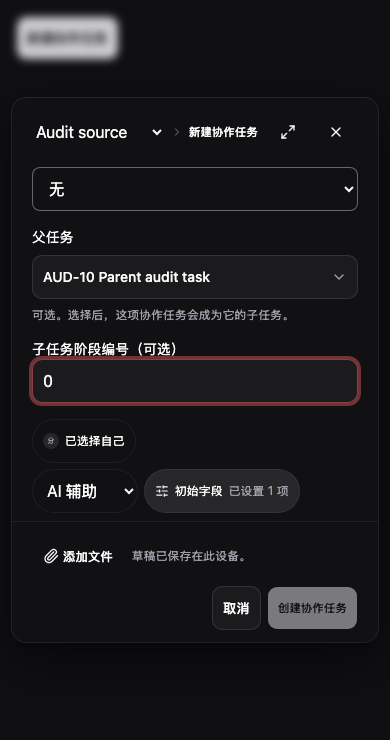 Audit source > 新建协作任务
无
父任务
AUD-10 Parent audit task
可选。选择后，这项协作任务会成为它的子任务。
子任务阶段编号（可选）
0
分 已选择自己
AI 辅助 初始字段 已设置 1 项
添加文件 草稿已保存在此设备。
取消 创建协作任务